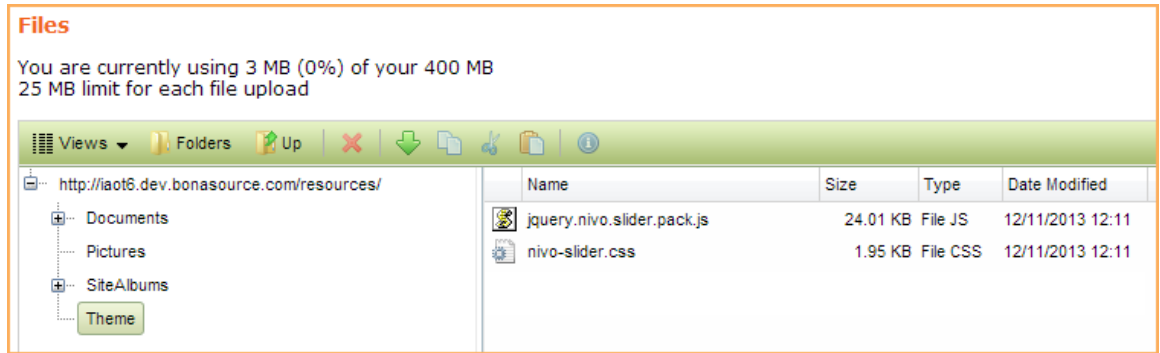 Files
You are currently using 3 MB (0%) of your 400 MB
25 MB limit for each file upload
Views Folders Up
http://iaot6.dev.bonasource.com/resources/
Documents
Pictures
SiteAlbums
Theme
Name Size Type Date Modified
jquery.nivo.slider.pack.js 24.01 KB File JS 12/11/2013 12:11
nivo-slider.css 1.95 KB File CSS 12/11/2013 12:11